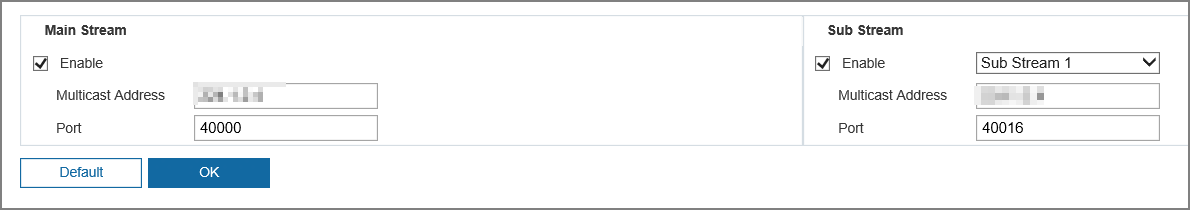 Main Stream
Enable
Multicast Address
Port 40000
Sub Stream
Enable Sub Stream 1
Multicast Address
Port 40016
Default OK